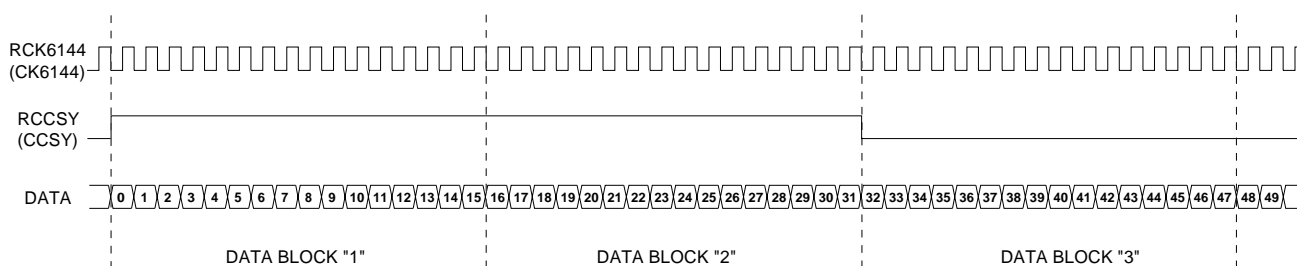 RCK6144
(CK6144)
RCCSY
(CCSY)
DATA 0 1 2 3 4 5 6 7 8 9 10 11 12 13 14 15 16 17 18 19 20 21 22 23 24 25 26 27 28 29 30 31 32 33 34 35 36 37 38 39 40 41 42 43 44 45 46 47 48 49
DATA BLOCK "1" DATA BLOCK "2" DATA BLOCK "3"